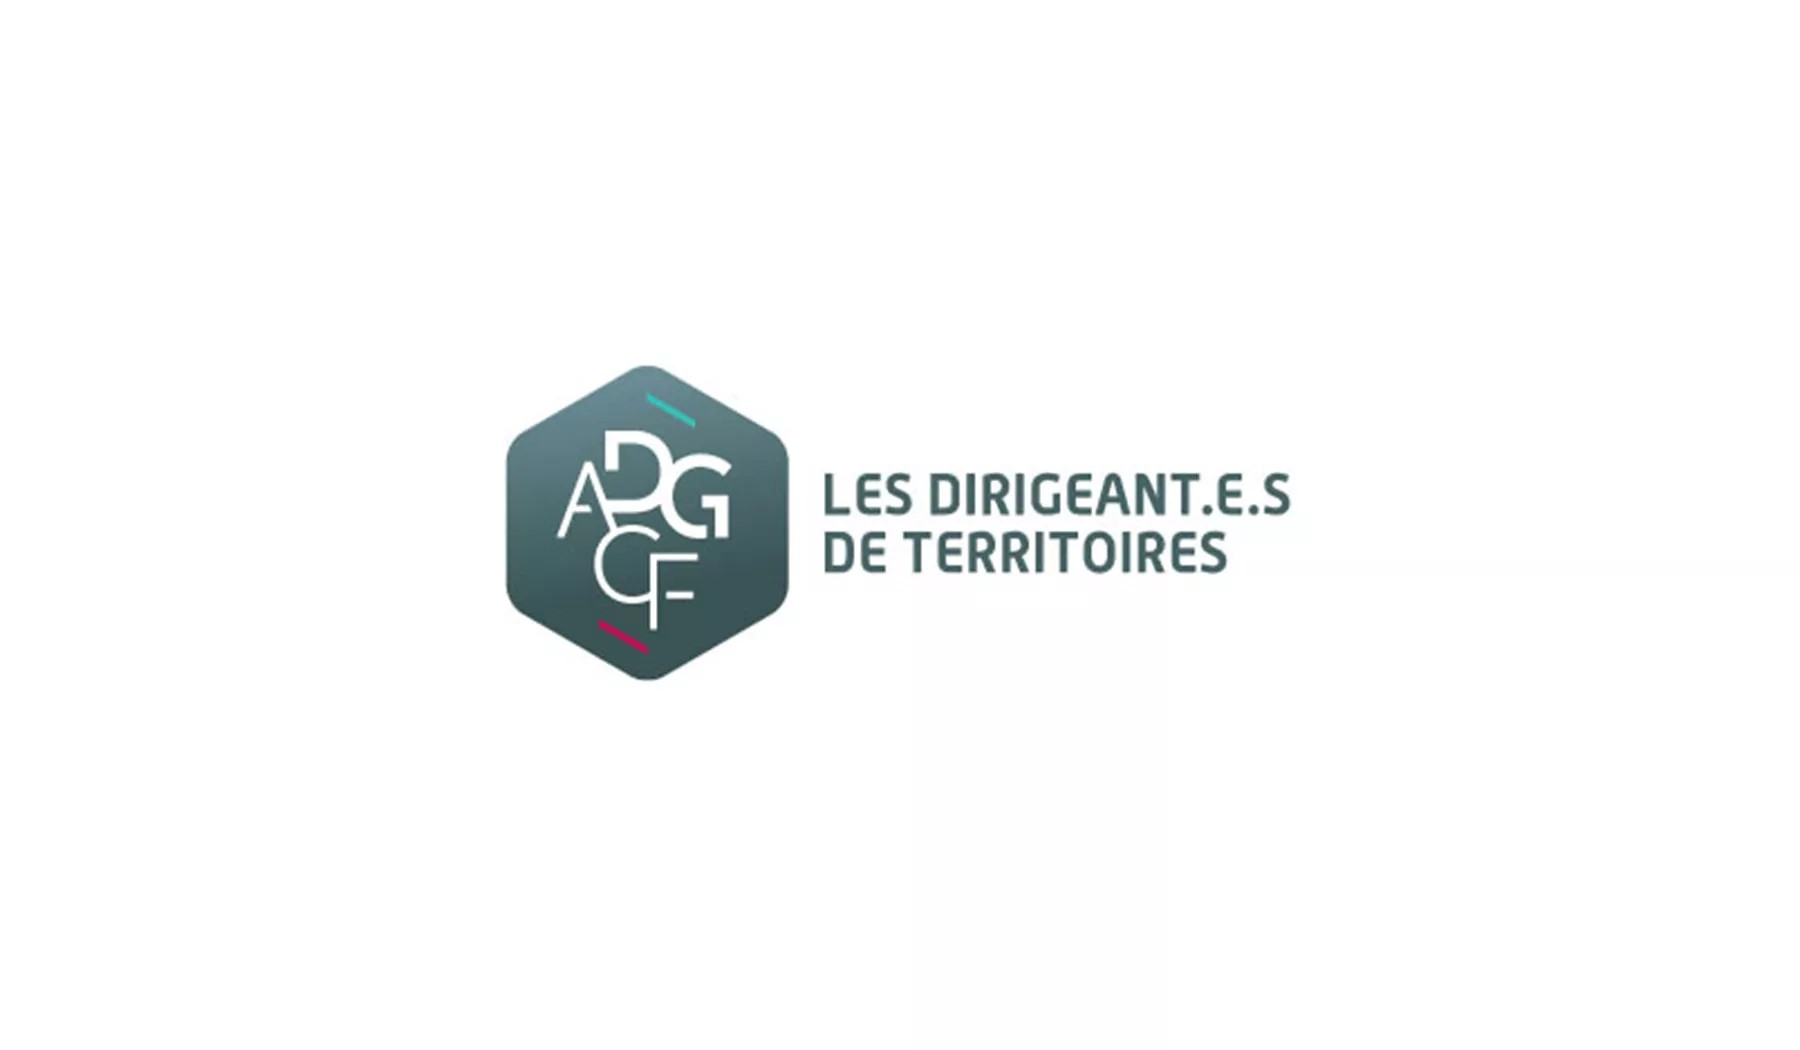 ADG
CF
LES DIRIGEANT.E.S
DE TERRITOIRES